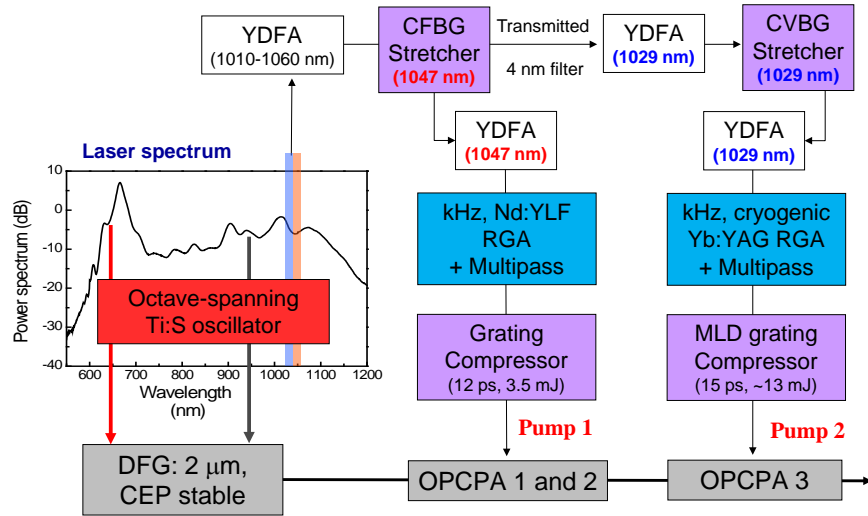 YDFA
(1010-1060 nm)
CFBG
Stretcher
(1047 nm)
Transmitted
4 nm filter
YDFA
(1029 nm)
CVBG
Stretcher
(1029 nm)
YDFA
(1047 nm)
YDFA
(1029 nm)
Laser spectrum
Power spectrum (dB)
10
0
-10
-20
-30
-40
600 700 800 900 1000 1100 1200
Wavelength
(nm)
Octave-spanning
Ti:S oscillator
kHz, Nd:YLF
RGA
+ Multipass
kHz, cryogenic
Yb:YAG RGA
+ Multipass
Grating
Compressor
(12 ps, 3.5 mJ)
MLD grating
Compressor
(15 ps, ~13 mJ)
Pump 1
Pump 2
DFG: 2 μm,
CEP stable
OPCPA 1 and 2
OPCPA 3